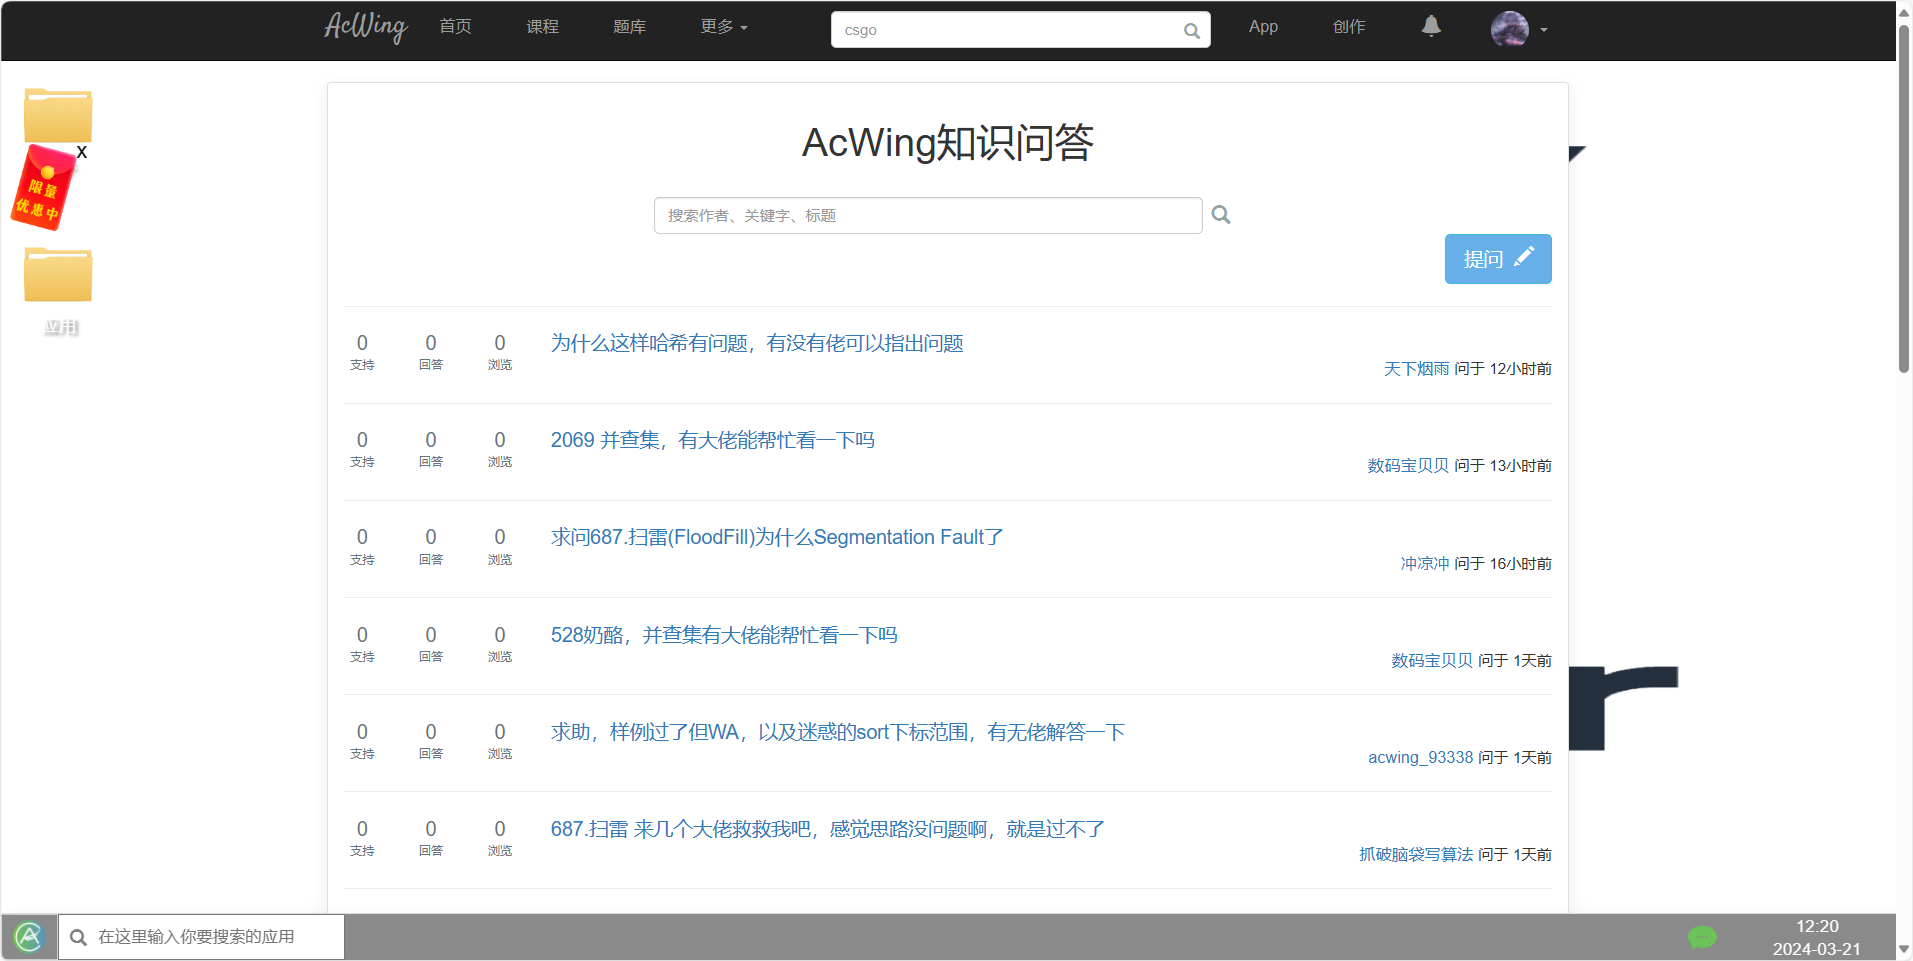 AcWing 首页 课程 题库 更多 csgo App 创作
AcWing知识问答
X
限量
优惠中
搜索作者、关键字、标题
提问
应用
0 0 0 为什么这样哈希有问题，有没有佬可以指出问题
支持 回答 浏览
天下烟雨 问于 12小时前
0 0 0 2069 并查集，有大佬能帮忙看一下吗
支持 回答 浏览
数码宝贝贝 问于 13小时前
0 0 0 求问687.扫雷(FloodFill)为什么Segmentation Fault了
支持 回答 浏览
冲凉冲 问于 16小时前
0 0 0 528奶酪，并查集有大佬能帮忙看一下吗
支持 回答 浏览
数码宝贝贝 问于 1天前
r
0 0 0 求助，样例过了但WA，以及迷惑的sort下标范围，有无佬解答一下
支持 回答 浏览
acwing_93338 问于 1天前
0 0 0 687.扫雷 来几个大佬救救我吧，感觉思路没问题啊，就是过不了
支持 回答 浏览
抓破脑袋写算法 问于 1天前
在这里输入你要搜索的应用
12:20
2024-03-21